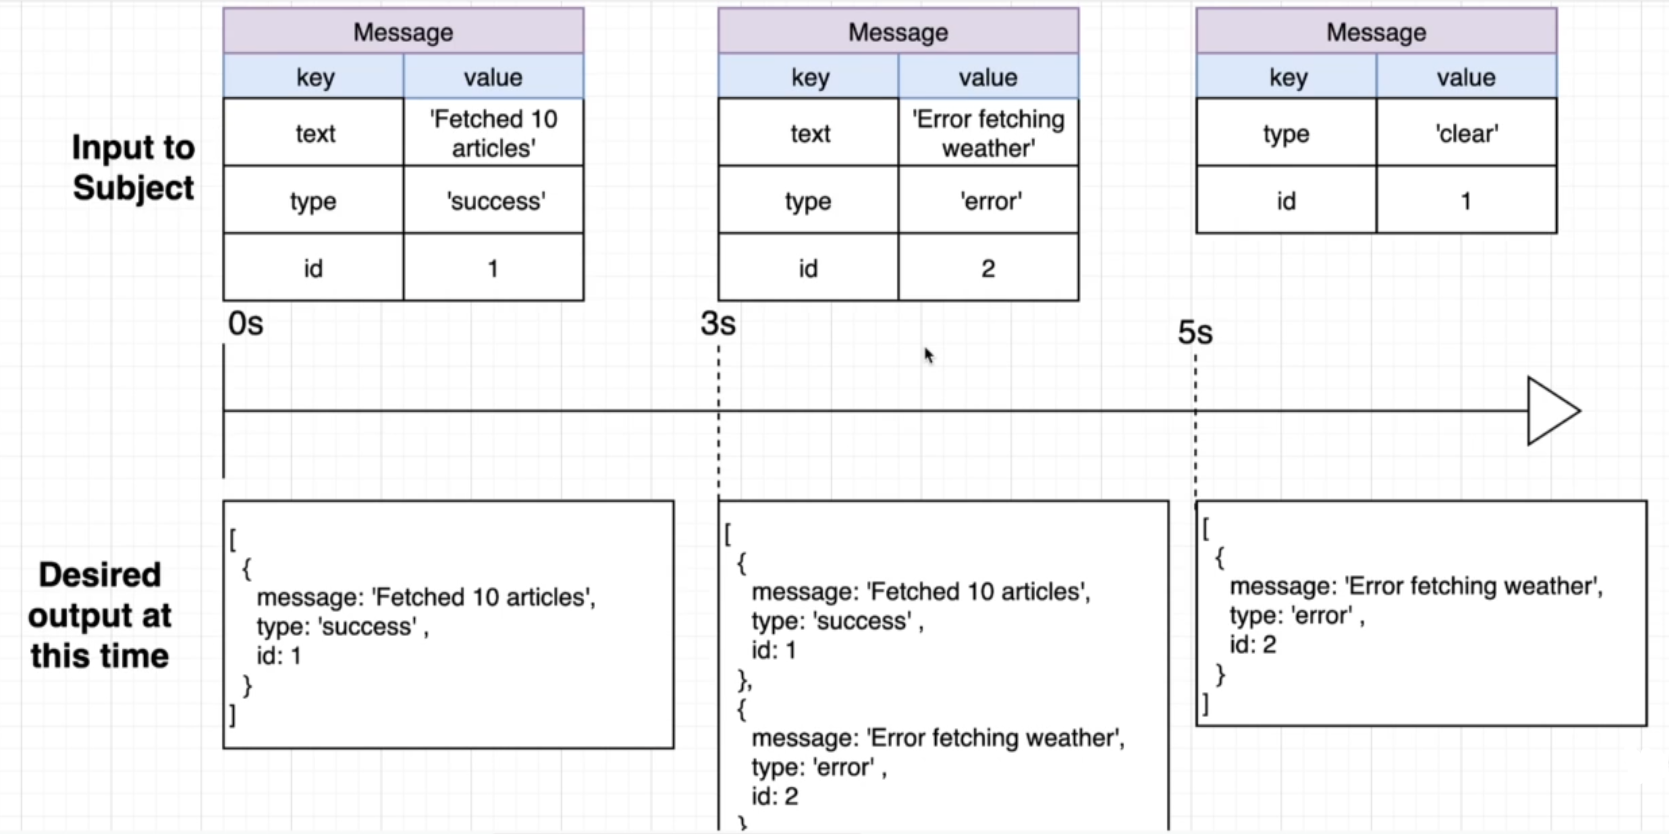 Message
key value
text 'Fetched 10
articles'
type 'success'
id 1
Message
key value
text 'Error fetching
weather'
type 'error'
id 2
Message
key value
type 'clear'
id 1
Input to
Subject
0s
3s
5s
Desired
output at
this time
[
{
message: 'Fetched 10 articles',
type: 'success' ,
id: 1
}
]
[
{
message: 'Fetched 10 articles',
type: 'success' ,
id: 1
},
{
message: 'Error fetching weather',
type: 'error' ,
id: 2
}
[
{
message: 'Error fetching weather',
type: 'error' ,
id: 2
}
]